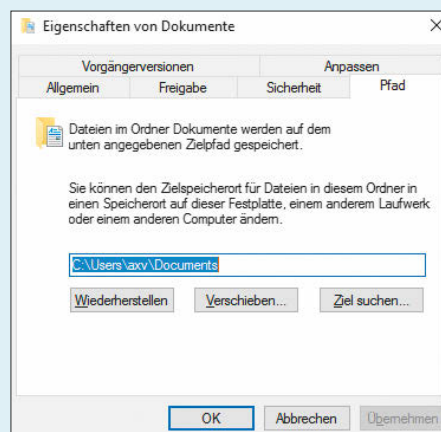 Eigenschaften von Dokumente
Vorgängerversionen Anpassen
Allgemein Freigabe Sicherheit Pfad
Dateien im Ordner Dokumente werden auf dem
unten angegebenen Zielpfad gespeichert.
Sie können den Zielspeicherort für Dateien in diesem Ordner in
einen Speicherort auf dieser Festplatte, einem anderem Laufwerk
oder einem anderen Computer ändern.
C:\Users\axv\Documents
Wiederherstellen Verschieben... Ziel suchen...
OK Abbrechen Übernehmen